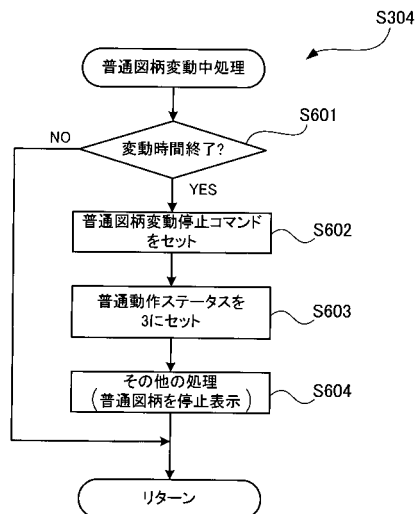 S304
普通図柄変動中処理
S601
変動時間終了?
NO
YES
普通図柄変動停止コマンド
をセット
S602
普通動作ステータスを
3にセット
S603
その他の処理
(普通図柄を停止表示)
S604
リターン